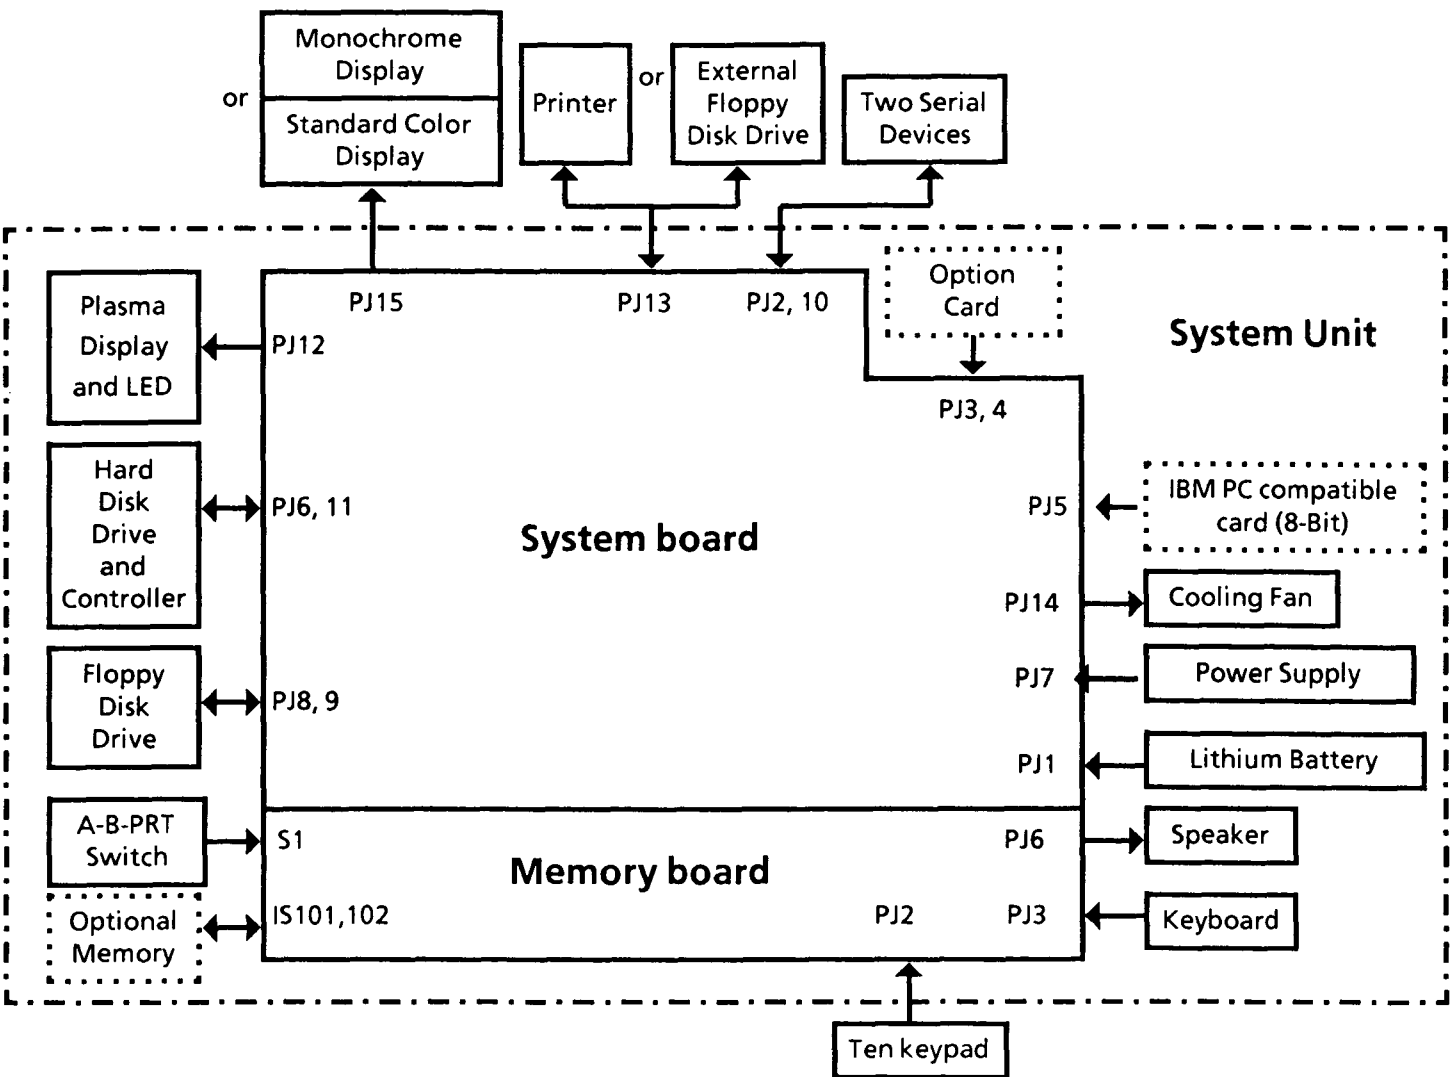 Monochrome
Display
or
Standard Color
Display
Printer
or
External
Floppy
Disk Drive
Two Serial
Devices
Option
Card
System Unit
PJ15
PJ13
PJ2, 10
PJ3, 4
Plasma
Display
and LED
PJ12
Hard
Disk
Drive
and
Controller
PJ6, 11
System board
PJ5
IBM PC compatible
card (8-Bit)
PJ14
Cooling Fan
Floppy
Disk
Drive
PJ8, 9
PJ7
Power Supply
PJ1
Lithium Battery
A-B-PRT
Switch
S1
Memory board
PJ6
Speaker
Optional
Memory
IS101,102
PJ2
PJ3
Keyboard
Ten keypad